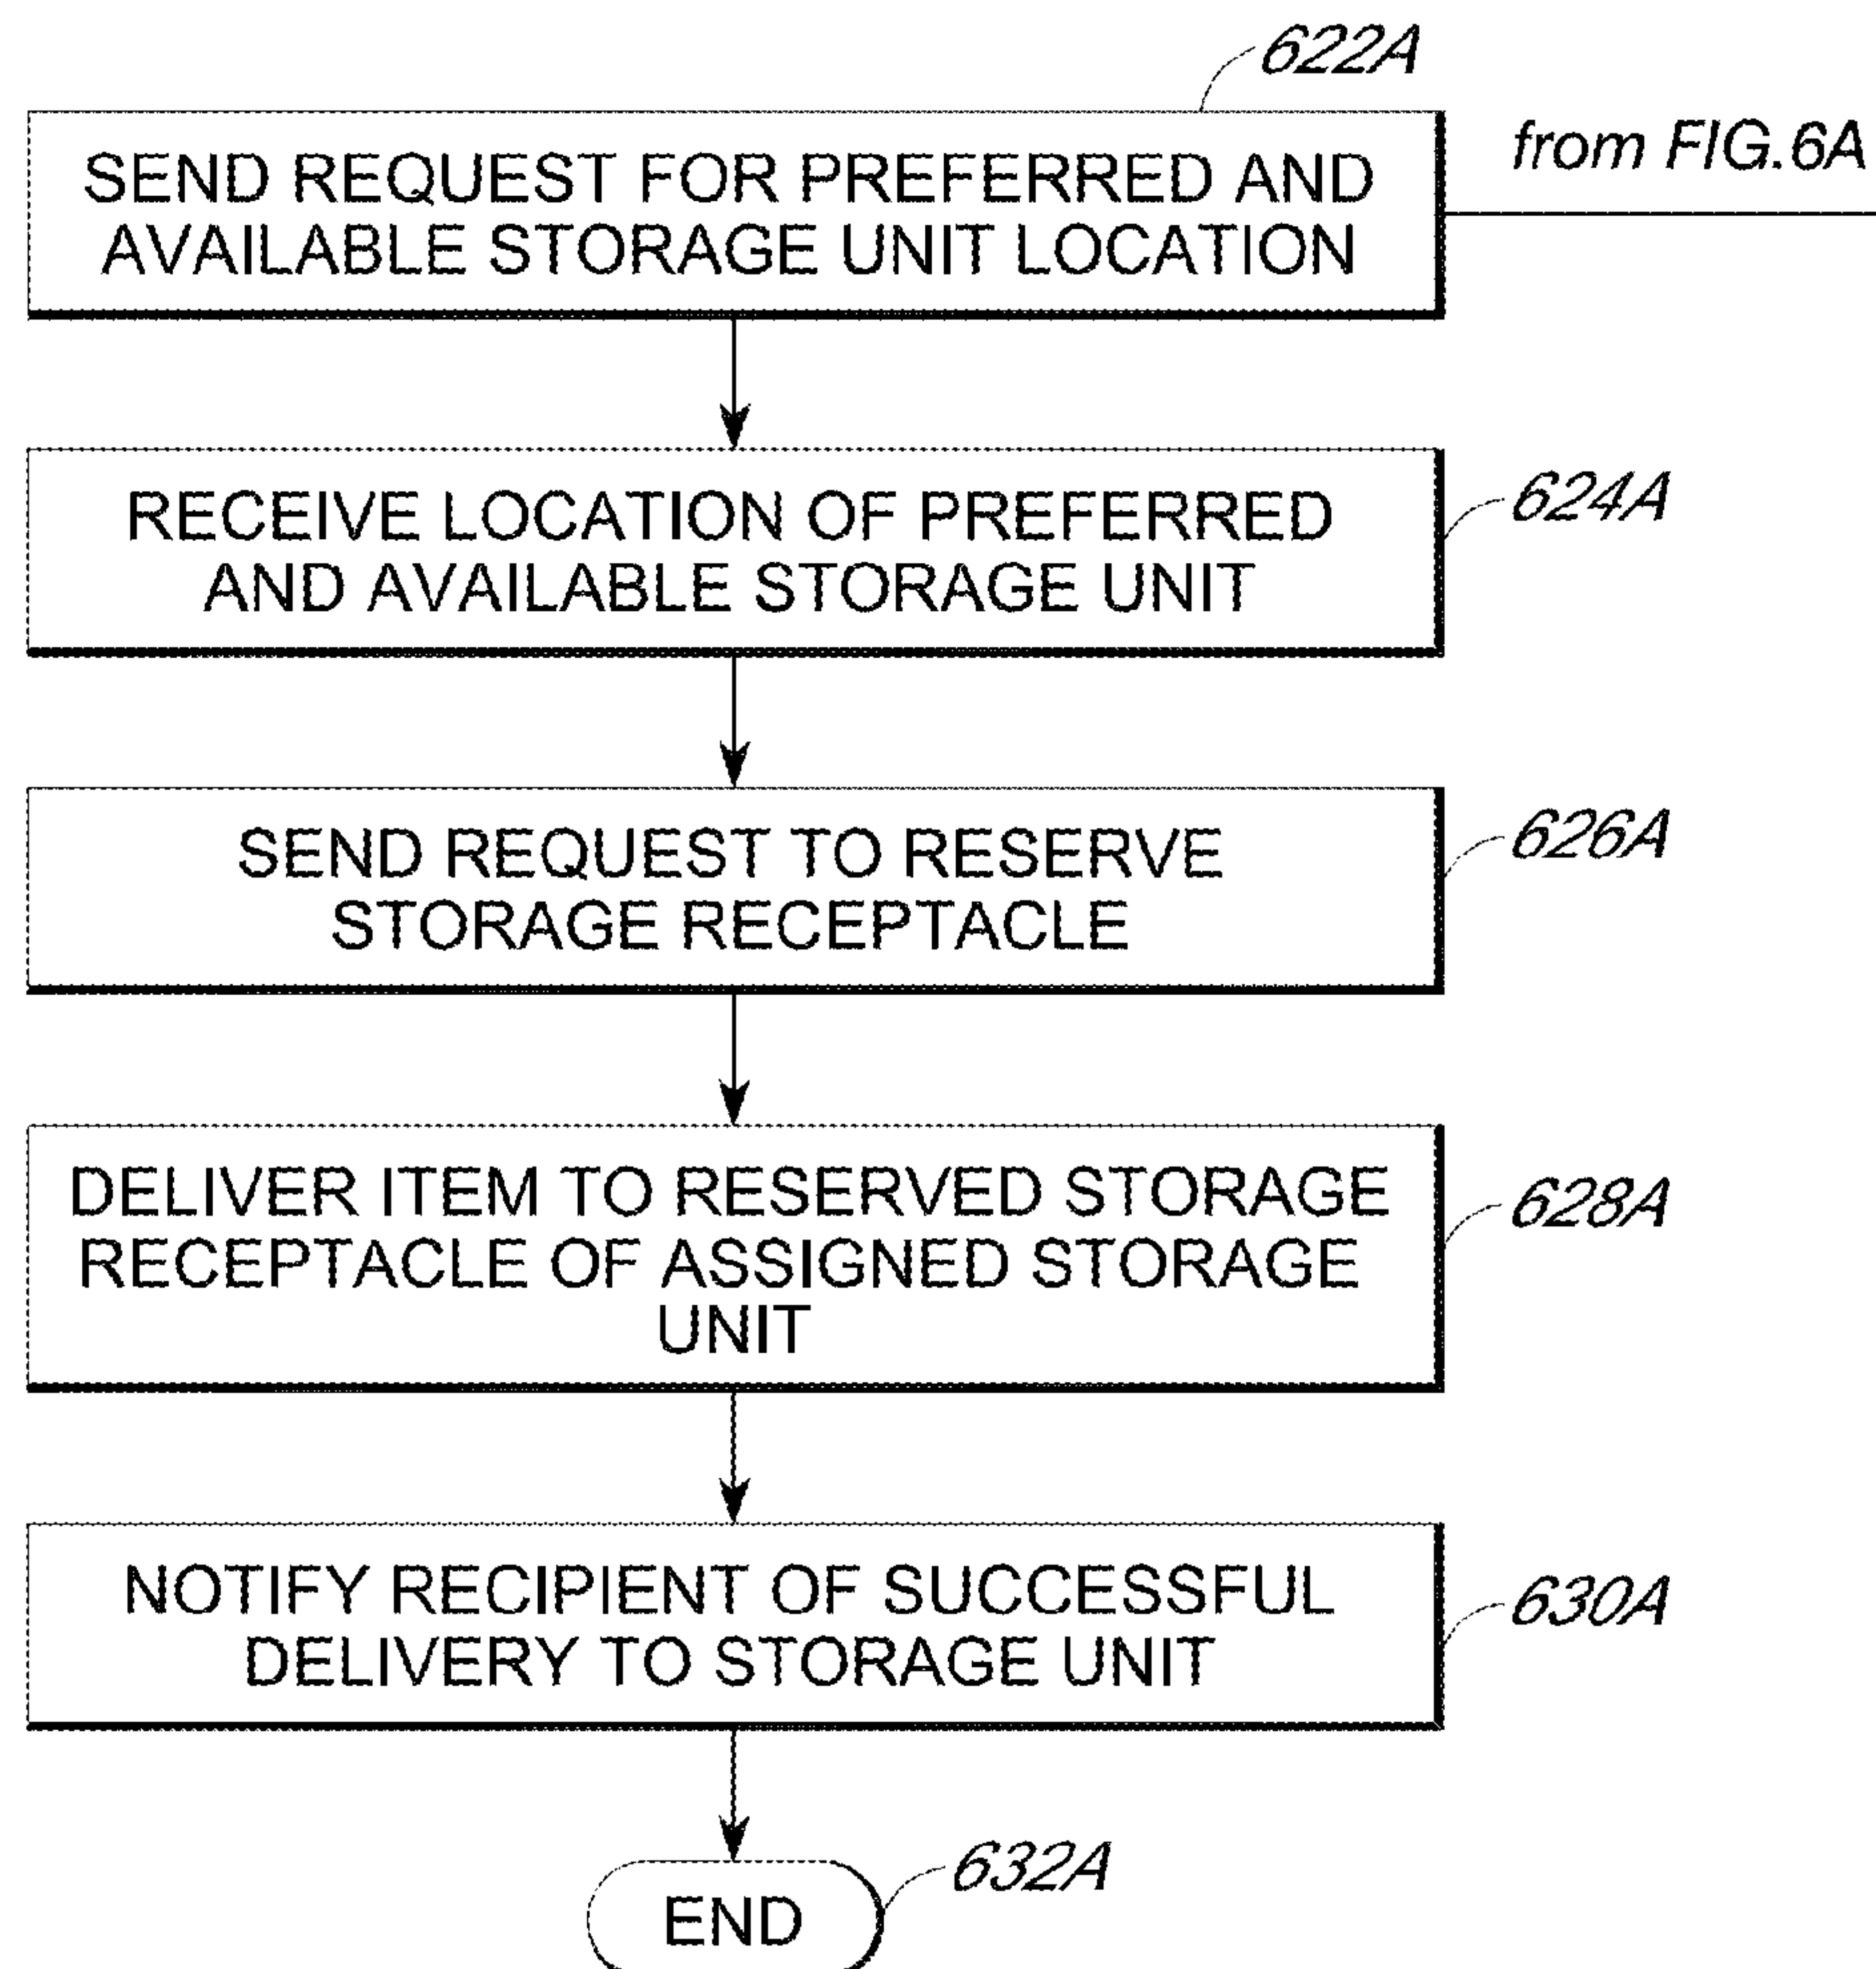 622A
from FIG.6A
SEND REQUEST FOR PREFERRED AND
AVAILABLE STORAGE UNIT LOCATION
RECEIVE LOCATION OF PREFERRED
AND AVAILABLE STORAGE UNIT
624A
SEND REQUEST TO RESERVE
STORAGE RECEPTACLE
626A
DELIVER ITEM TO RESERVED STORAGE
RECEPTACLE OF ASSIGNED STORAGE
UNIT
628A
NOTIFY RECIPIENT OF SUCCESSFUL
DELIVERY TO STORAGE UNIT
630A
END
632A